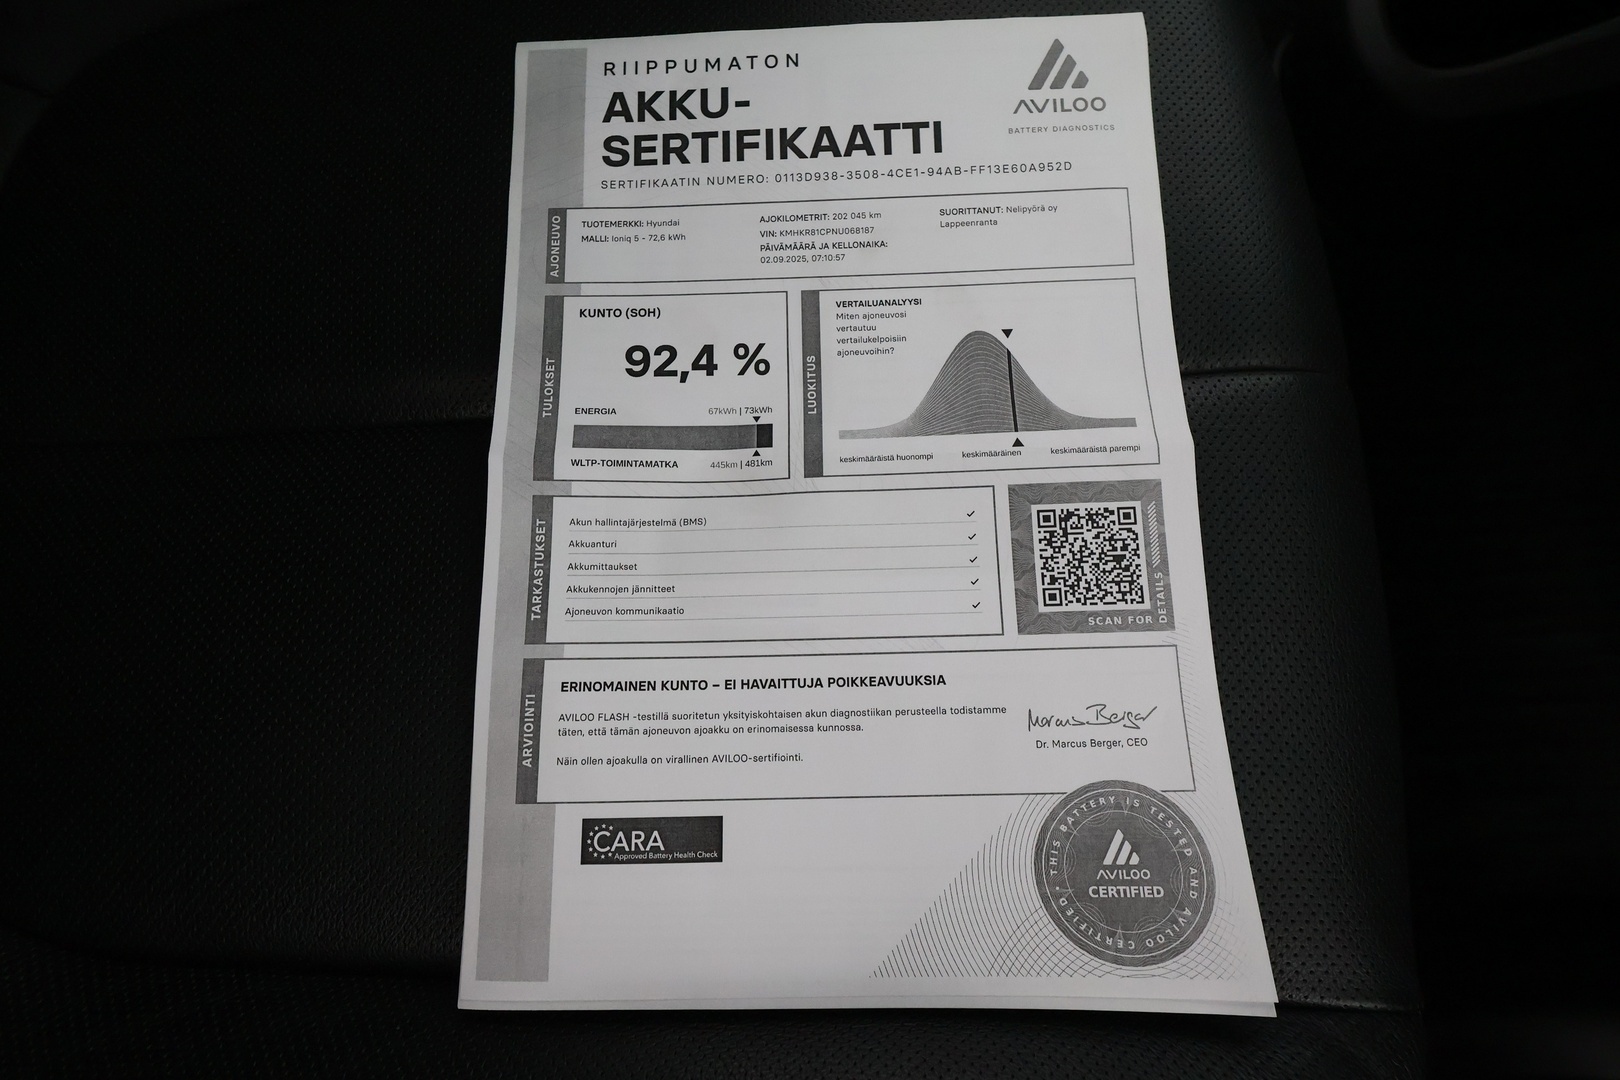 RIIPPUMATON
AKKU-
SERTIFIKAATTI
SERTIFIKAATIN NUMERO: 0113D938-3508-4CE1-94AB-FF13E60A952D
AVILOO
BATTERY DIAGNOSTICS
AJONEUVO
TUOTEMERKKI: Hyundai
MALLI: Ioniq 5 - 72,6 kWh
AJOKILOMETRIT: 202 045 km
VIN: KMHKR81CPNU068187
PÄIVÄMÄÄRÄ JA KELLONAIKA:
02.09.2025, 07:10:57
SUORITTANUT: Nelipyörä oy
Lappeenranta
TULOKSET
KUNTO (SOH)
92,4 %
ENERGIA 67kWh | 73kWh
WLTP-TOIMINTAMATKA 445km | 481km
LUOKITUS
VERTAILUANALYYSI
Miten ajoneuvosi
vertautuu
vertailukelpoisiin
ajoneuvoihin?
keskimääräistä huonompi keskimääräinen keskimääräistä parempi
TARKASTUKSET
Akun hallintajärjestelmä (BMS)
Akkuanturi
Akkumittaukset
Akkukennojen jännitteet
Ajoneuvon kommunikaatio
SCAN FOR
DETAILS
ARVIOINTI
ERINOMAINEN KUNTO – EI HAVAITTUJA POIKKEAVUUKSIA
AVILOO FLASH -testillä suoritetun yksityiskohtaisen akun diagnostiikan perusteella todistamme
täten, että tämän ajoneuvon ajoakku on erinomaisessa kunnossa.
Näin ollen ajoakulla on virallinen AVILOO-sertifiointi.
Marcus Berger
Dr. Marcus Berger, CEO
CARA
Approved Battery Health Check
THIS BATTERY IS TESTED AND AVILOO CERTIFIED
AVILOO
CERTIFIED